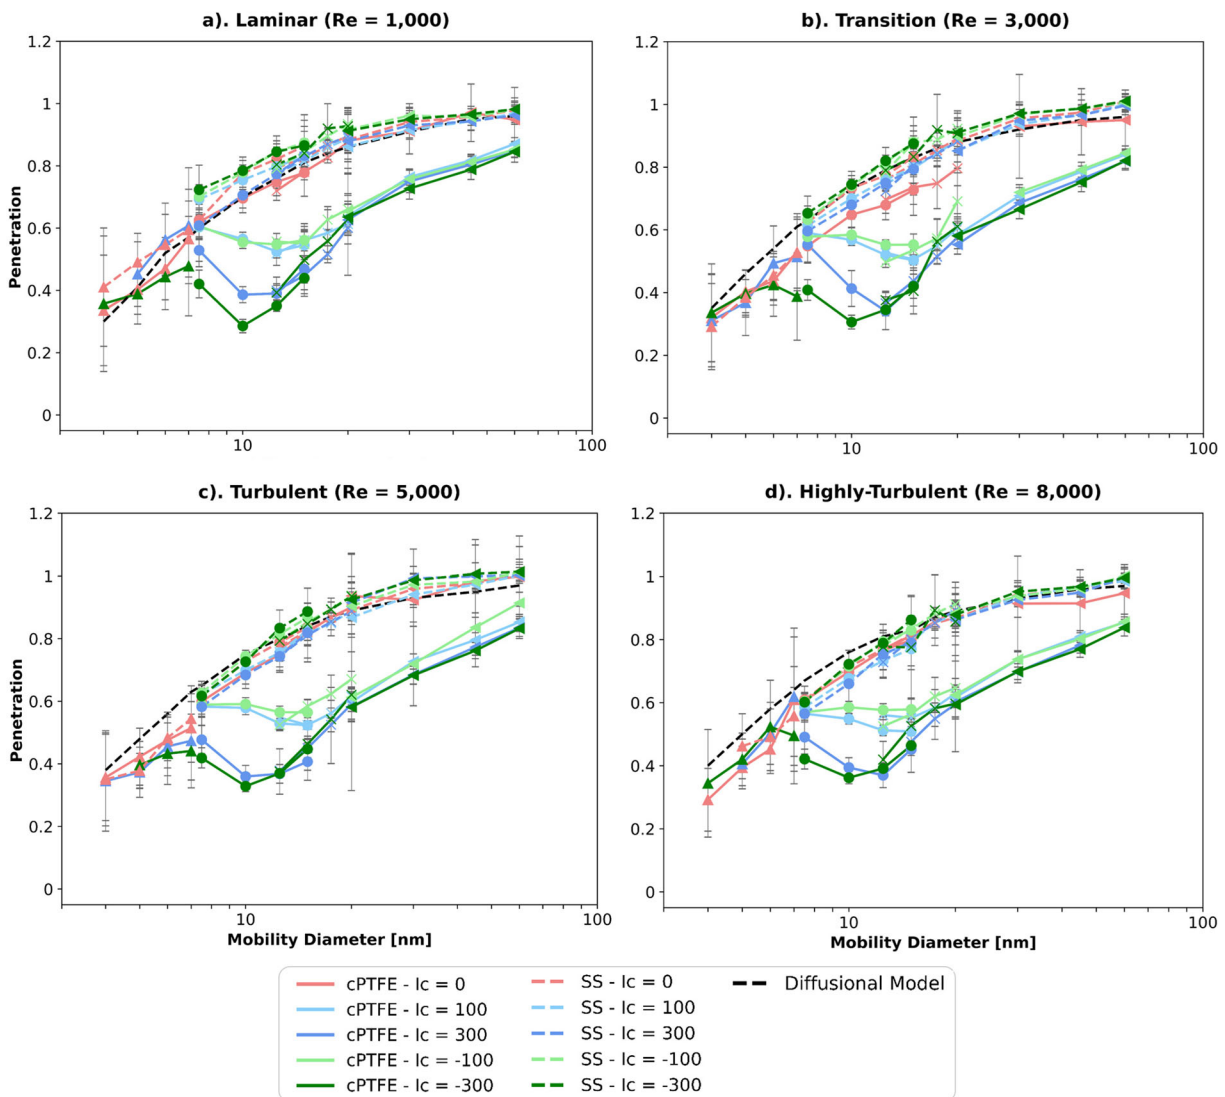 a). Laminar (Re = 1,000)
b). Transition (Re = 3,000)
1.2
1
0.8
0.6
0.4
0.2
0
Penetration
10
100
1.2
1
0.8
0.6
0.4
0.2
0
10
100
c). Turbulent (Re = 5,000)
d). Highly-Turbulent (Re = 8,000)
1.2
1
0.8
0.6
0.4
0.2
0
Penetration
10
100
Mobility Diameter [nm]
1.2
1
0.8
0.6
0.4
0.2
0
10
100
Mobility Diameter [nm]
cPTFE - Ic = 0
cPTFE - Ic = 100
cPTFE - Ic = 300
cPTFE - Ic = -100
cPTFE - Ic = -300
SS - Ic = 0
SS - Ic = 100
SS - Ic = 300
SS - Ic = -100
SS - Ic = -300
Diffusional Model